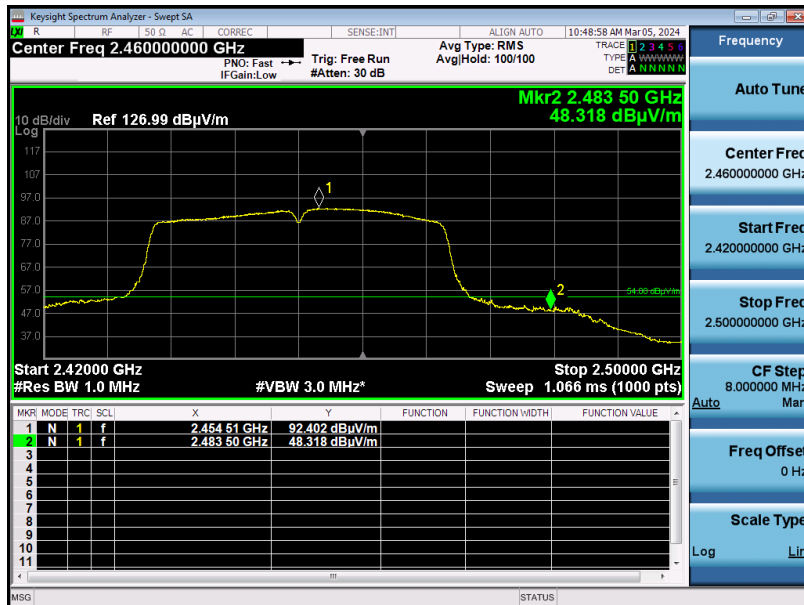 Keysight Spectrum Analyzer - Swept SA
LXI R RF 50 Ω AC CORREC SENSE:INT ALIGN AUTO 10:48:58 AM Mar 05, 2024
Center Freq 2.460000000 GHz
PNO: Fast
IFGain:Low
Trig: Free Run
#Atten: 30 dB
Avg Type: RMS
Avg|Hold: 100/100
TRACE 1 2 3 4 5 6
TYPE A W W W W W
DET A N N N N N
Mkr2 2.483 50 GHz
48.318 dBµV/m
10 dB/div Ref 126.99 dBµV/m
Log
117
107
97.0
87.0
77.0
67.0
57.0
47.0
37.0
1
2
54.00 dBµV/m
Start 2.42000 GHz Stop 2.50000 GHz
#Res BW 1.0 MHz #VBW 3.0 MHz* Sweep 1.066 ms (1000 pts)
MKR MODE TRC SCL X Y FUNCTION FUNCTION WIDTH FUNCTION VALUE
1 N 1 f 2.454 51 GHz 92.402 dBµV/m
2 N 1 f 2.483 50 GHz 48.318 dBµV/m
3
4
5
6
7
8
9
10
11
MSG STATUS
Frequency
Auto Tune
Center Freq
2.460000000 GHz
Start Freq
2.420000000 GHz
Stop Freq
2.500000000 GHz
CF Step
8.000000 MHz
Auto Man
Freq Offset
0 Hz
Scale Type
Log Lin